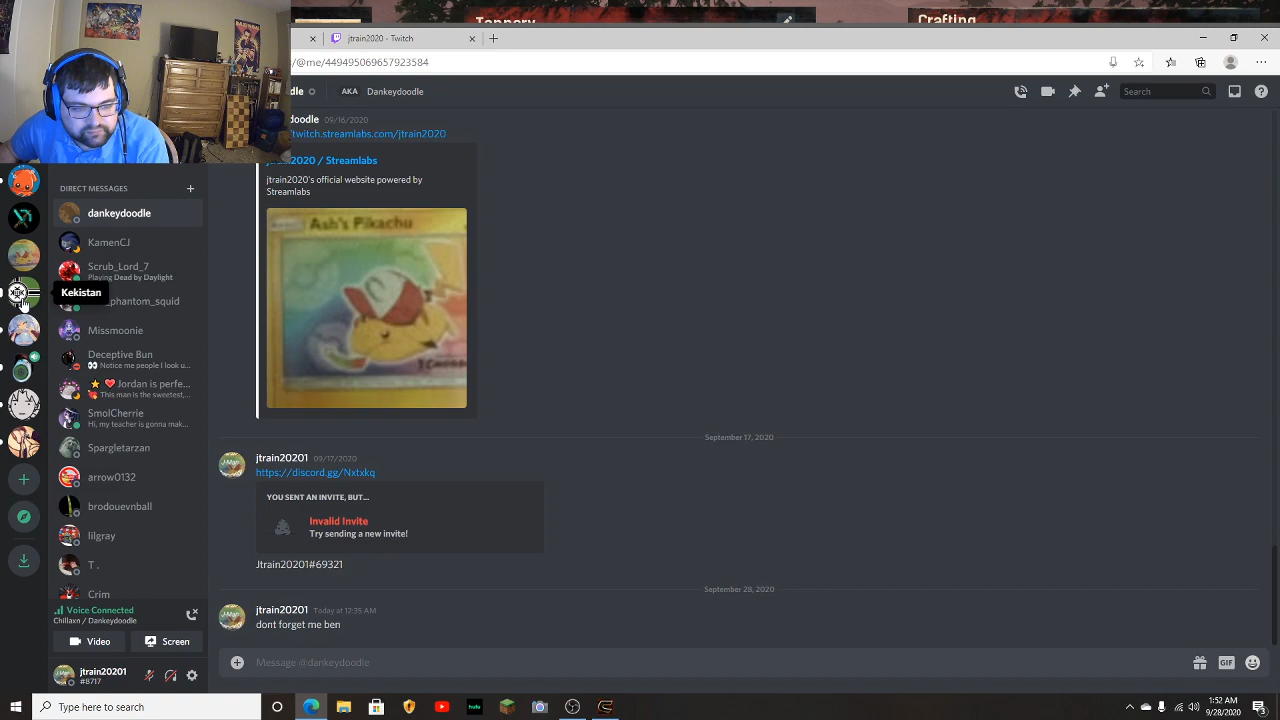 Tannery
Crafting
jtrain2020 - Twitch
/@me/449495069657923584
dle
AKA
Dankeydoodle
Search
doodle 09/16/2020
/twitch.streamlabs.com/jtrain2020
2020 / Streamlabs
jtrain2020's official website powered by
Streamlabs
Ash's Pikachu
DIRECT MESSAGES
dankeydoodle
KamenCJ
Scrub_Lord_7
Playing Dead by Daylight
Kekistan
phantom_squid
Missmoonie
Deceptive Bun
Notice me people I look u...
Jordan is perfe...
This man is the sweetest,...
SmolCherrie
Hi, my teacher is gonna mak...
Spargletarzan
arrow0132
brodouevnball
lilgray
T .
Crim
September 17, 2020
jtrain20201 09/17/2020
https://discord.gg/Nxtxkq
YOU SENT AN INVITE, BUT...
Invalid Invite
Try sending a new invite!
Jtrain20201#69321
September 28, 2020
jtrain20201 Today at 12:35 AM
dont forget me ben
Voice Connected
Chillaxn / Dankeydoodle
Video
Screen
jtrain20201
#8717
Message @dankeydoodle
GIF
Type here to search
hulu
1:52 AM
9/28/2020